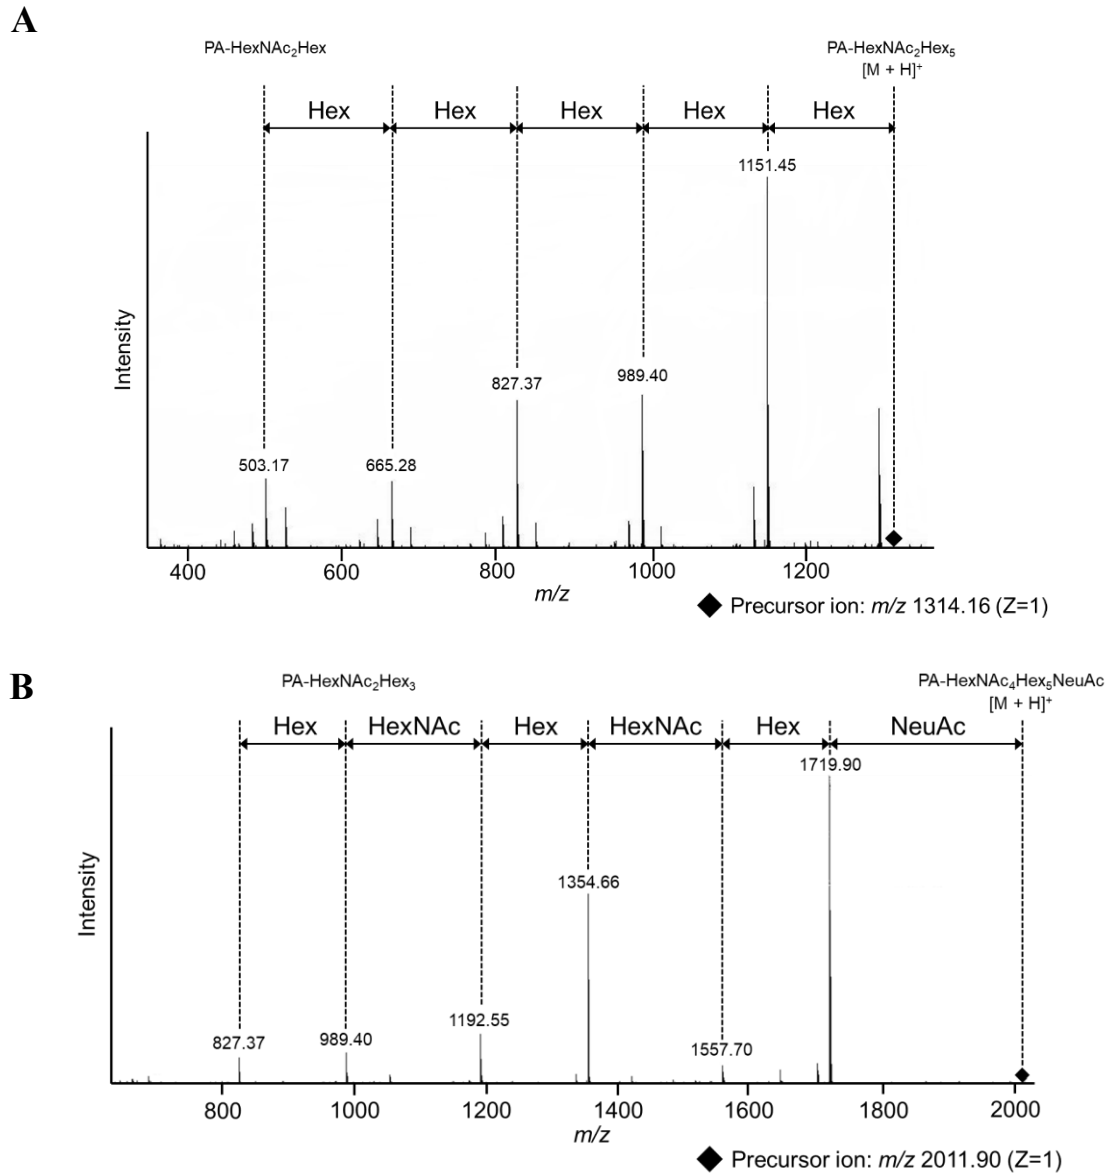 A
PA-HexNAc₂Hex
PA-HexNAc₂Hex₅
[M + H]⁺
Hex Hex Hex Hex Hex
1151.45
989.40
827.37
503.17
665.28
Intensity
400 600 800 1000 1200
m/z
◆ Precursor ion: m/z 1314.16 (Z=1)
B
PA-HexNAc₂Hex₃
PA-HexNAc₄Hex₅NeuAc
[M + H]⁺
Hex HexNAc Hex HexNAc Hex NeuAc
1719.90
1354.66
1192.55
827.37
989.40
1557.70
Intensity
800 1000 1200 1400 1600 1800 2000
m/z
◆ Precursor ion: m/z 2011.90 (Z=1)